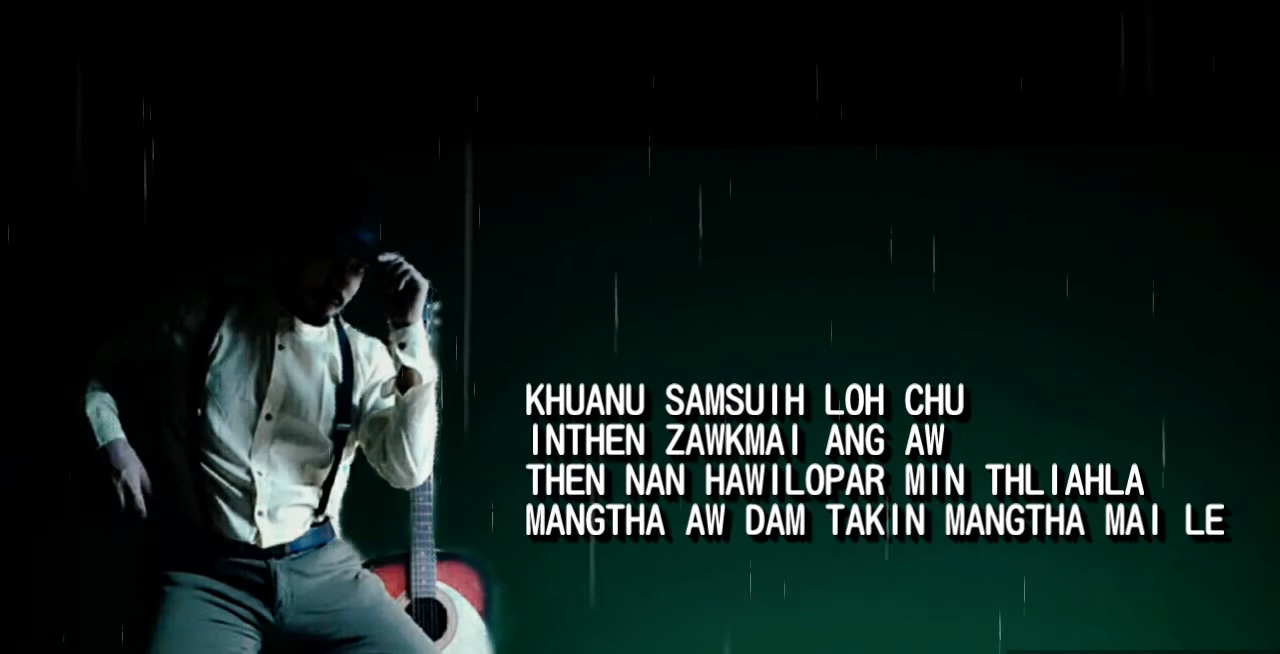 KHUANU SAMSUIH LOH CHU
INTHEN ZAWKMAI ANG AW
THEN NAN HAWILOPAR MIN THLIAHLA
MANGTHA AW DAM TAKIN MANGTHA MAI LE